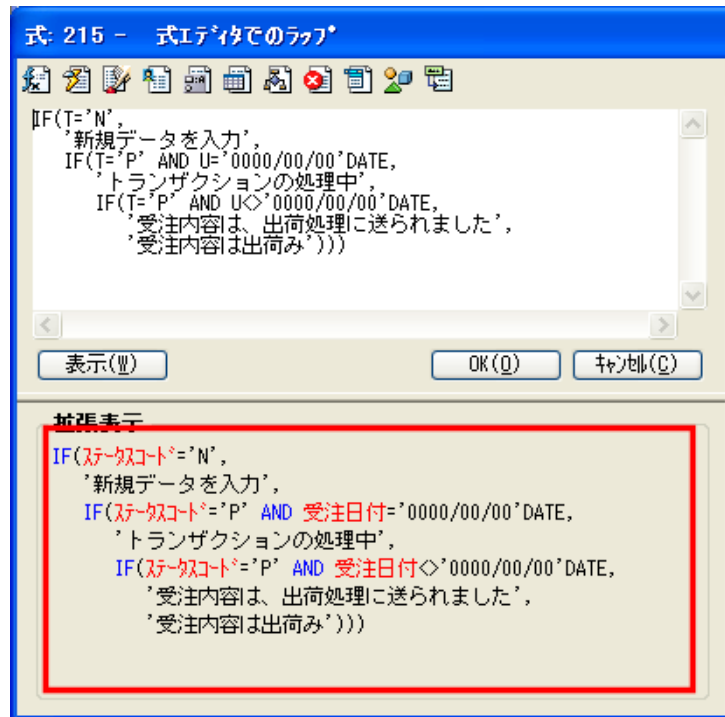 式: 215 - 式ｴﾃﾞｨﾀでのﾗｯﾌﾟ
IF(T='N',
'新規データを入力',
IF(T='P' AND U='0000/00/00'DATE,
'トランザクションの処理中',
IF(T='P' AND U<>'0000/00/00'DATE,
'受注内容は、出荷処理に送られました',
'受注内容は出荷み')))
表示(W)
OK(O)
ｷｬﾝｾﾙ(C)
拡張表示
IF(ｽﾃｰﾀｽｺｰﾄﾞ='N',
'新規データを入力',
IF(ｽﾃｰﾀｽｺｰﾄﾞ='P' AND 受注日付='0000/00/00'DATE,
'トランザクションの処理中',
IF(ｽﾃｰﾀｽｺｰﾄﾞ='P' AND 受注日付<>'0000/00/00'DATE,
'受注内容は、出荷処理に送られました',
'受注内容は出荷み')))